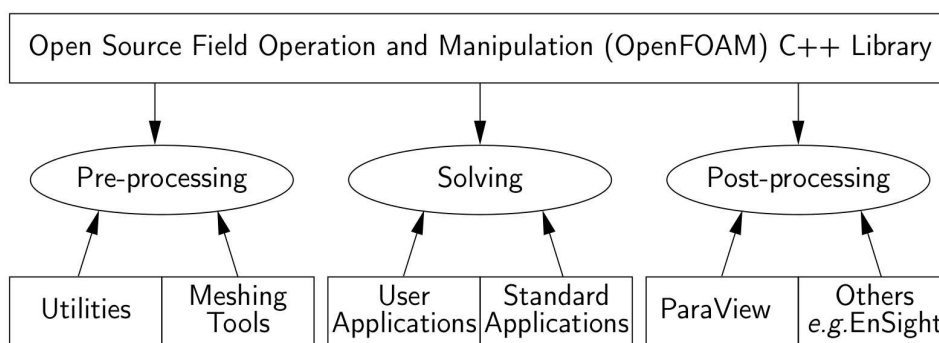 Open Source Field Operation and Manipulation (OpenFOAM) C++ Library
Pre-processing
Solving
Post-processing
Utilities
Meshing
Tools
User
Applications
Standard
Applications
ParaView
Others
e.g.EnSight